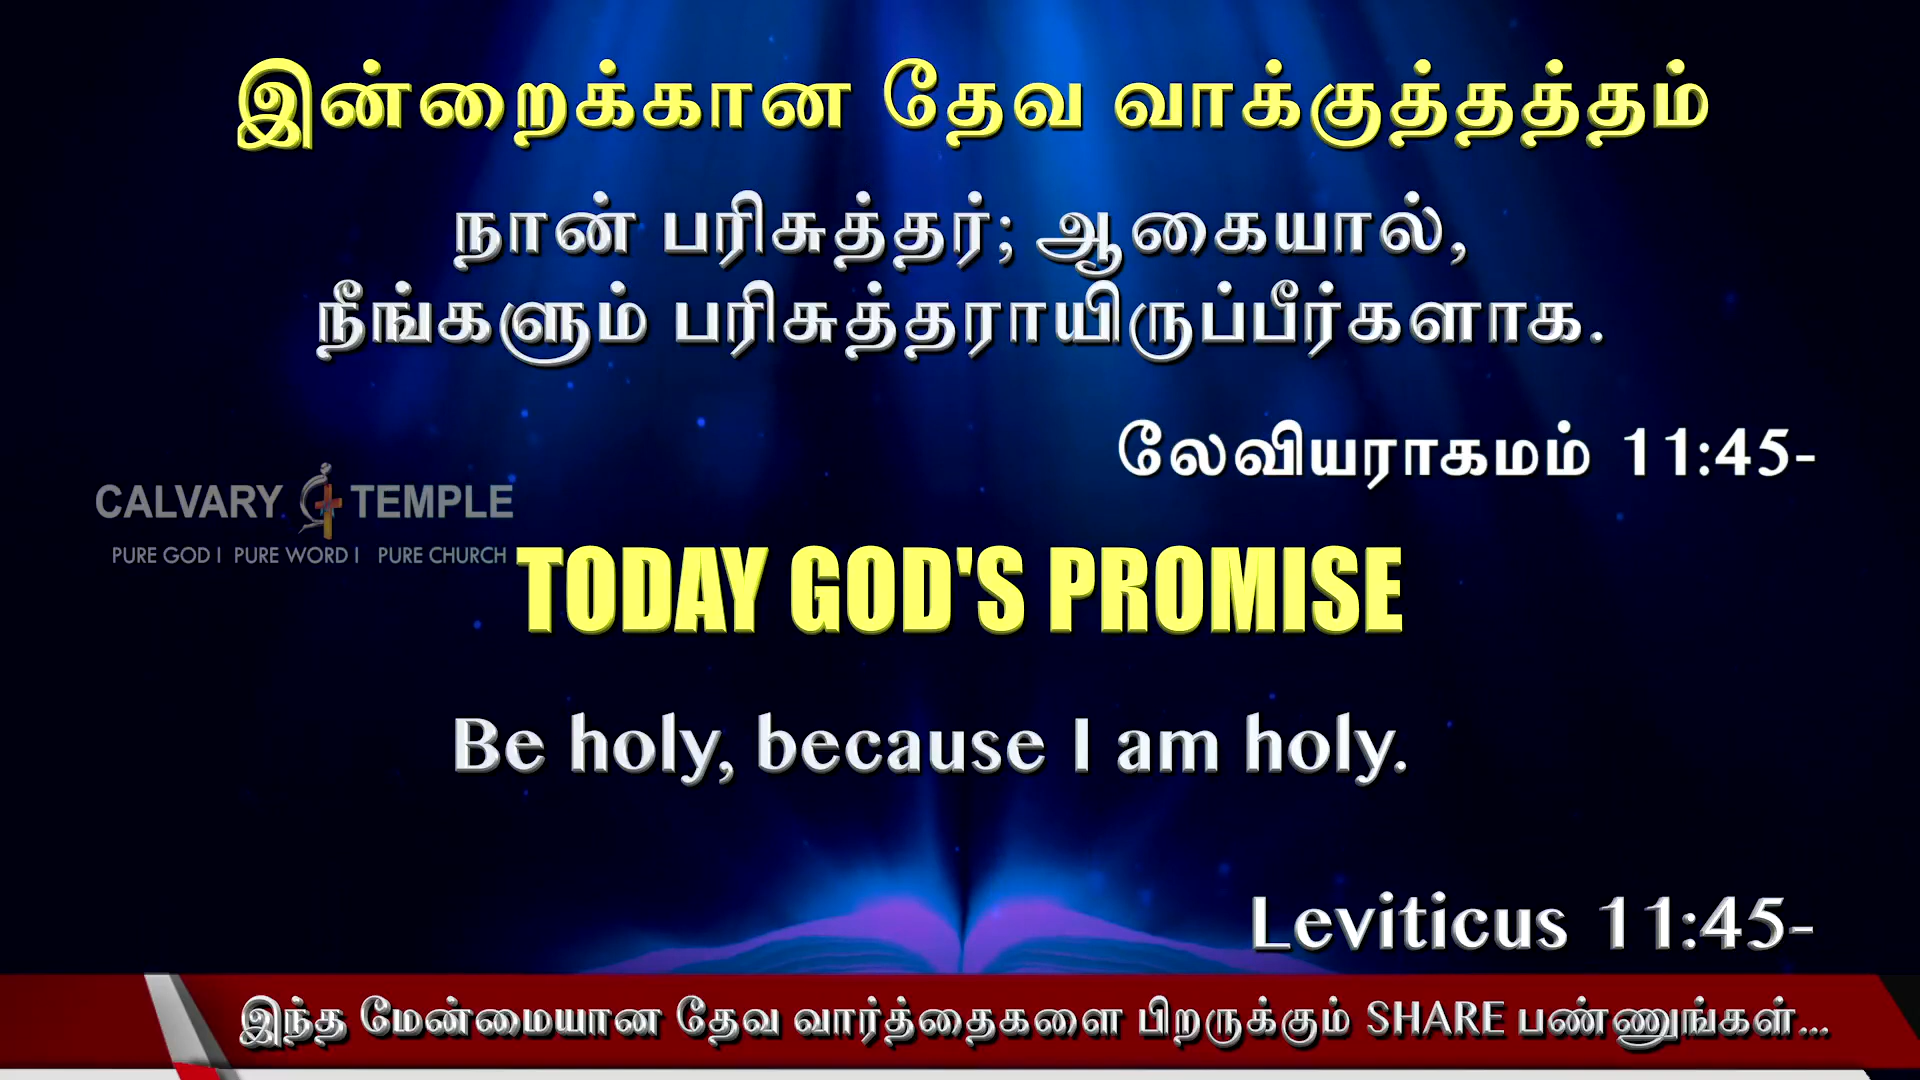 இன்றைக்கான தேவ வாக்குத்தத்தம்
நான் பரிசுத்தர்; ஆகையால்,
நீங்களும் பரிசுத்தராயிருப்பீர்களாக.
லேவியராகமம் 11:45-
CALVARY TEMPLE
PURE GOD | PURE WORD | PURE CHURCH
TODAY GOD'S PROMISE
Be holy, because I am holy.
Leviticus 11:45-
இந்த மேன்மையான தேவ வார்த்தைகளை பிறருக்கும் SHARE பண்ணுங்கள்...